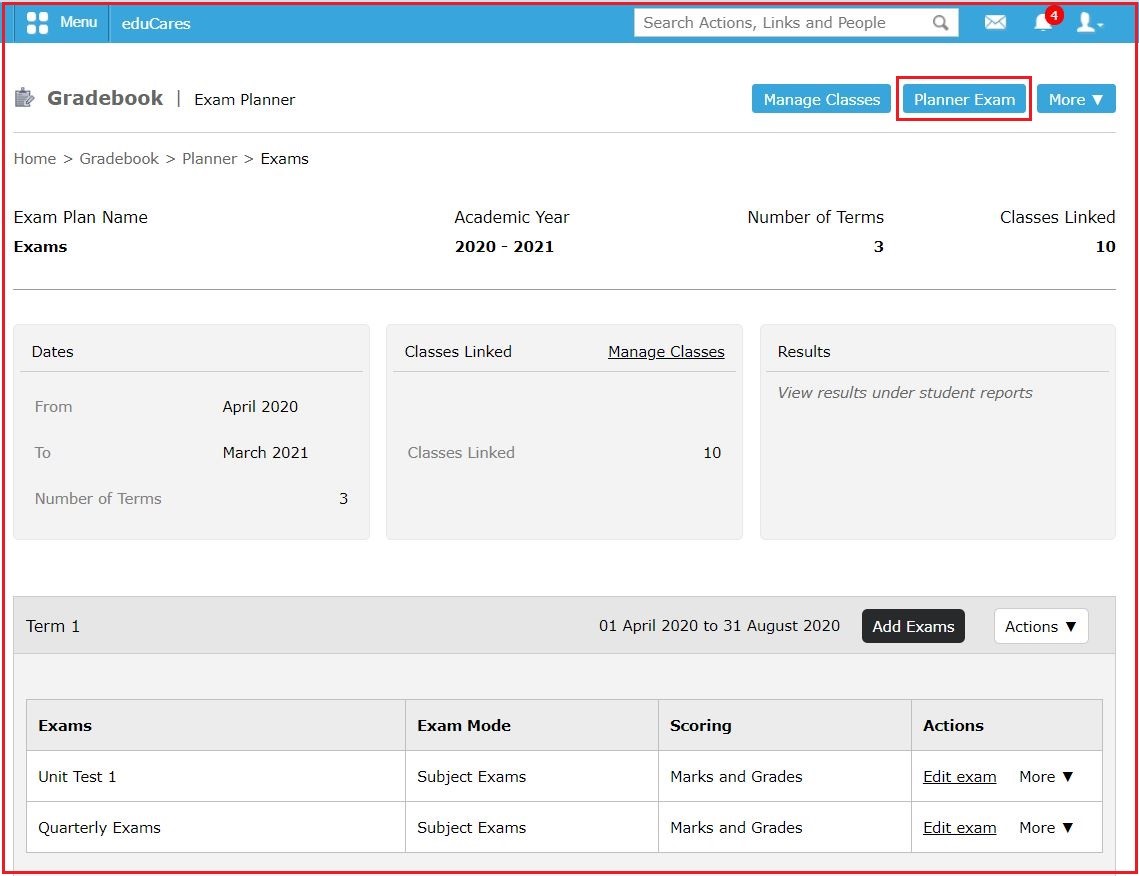 Menu eduCares Search Actions, Links and People 4
Gradebook | Exam Planner Manage Classes Planner Exam More ▼
Home > Gradebook > Planner > Exams
Exam Plan Name Academic Year Number of Terms Classes Linked
Exams 2020 - 2021 3 10
Dates
From April 2020
To March 2021
Number of Terms 3
Classes Linked Manage Classes
Classes Linked 10
Results
View results under student reports
Term 1 01 April 2020 to 31 August 2020 Add Exams Actions ▼
Exams Exam Mode Scoring Actions
Unit Test 1 Subject Exams Marks and Grades Edit exam More ▼
Quarterly Exams Subject Exams Marks and Grades Edit exam More ▼